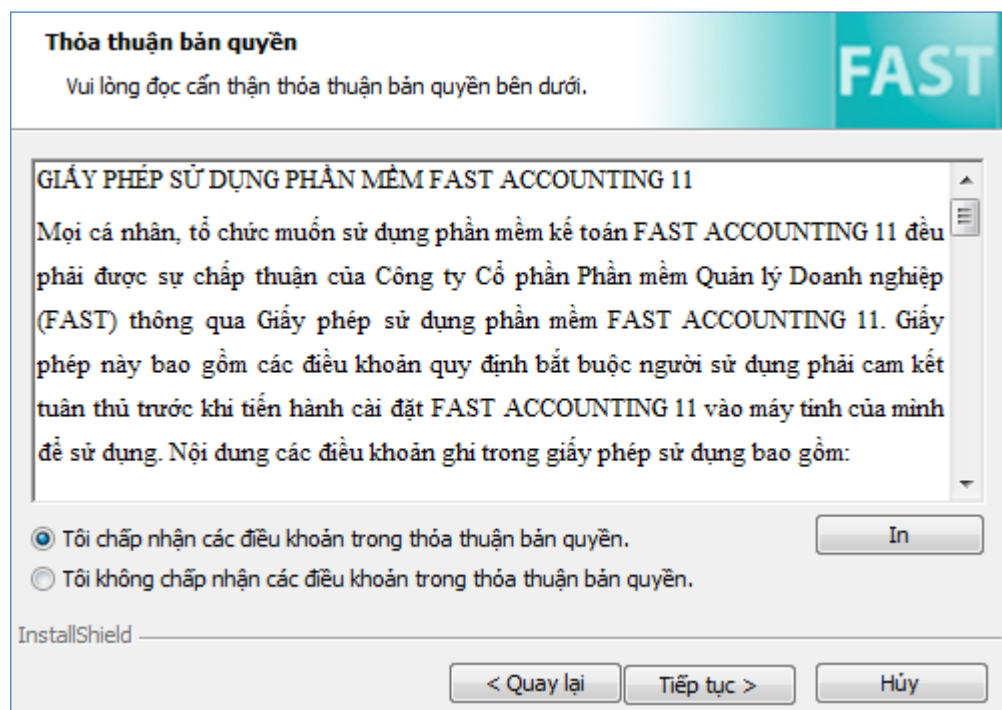 Thỏa thuận bản quyền
Vui lòng đọc cẩn thận thỏa thuận bản quyền bên dưới.
FAST
GIẤY PHÉP SỬ DỤNG PHẦN MỀM FAST ACCOUNTING 11
Mọi cá nhân, tổ chức muốn sử dụng phần mềm kế toán FAST ACCOUNTING 11 đều
phải được sự chấp thuận của Công ty Cổ phần Phần mềm Quản lý Doanh nghiệp
(FAST) thông qua Giấy phép sử dụng phần mềm FAST ACCOUNTING 11. Giấy
phép này bao gồm các điều khoản quy định bắt buộc người sử dụng phải cam kết
tuân thủ trước khi tiến hành cài đặt FAST ACCOUNTING 11 vào máy tính của mình
để sử dụng. Nội dung các điều khoản ghi trong giấy phép sử dụng bao gồm:
Tôi chấp nhận các điều khoản trong thỏa thuận bản quyền.
In
Tôi không chấp nhận các điều khoản trong thỏa thuận bản quyền.
InstallShield
< Quay lại
Tiếp tục >
Hủy